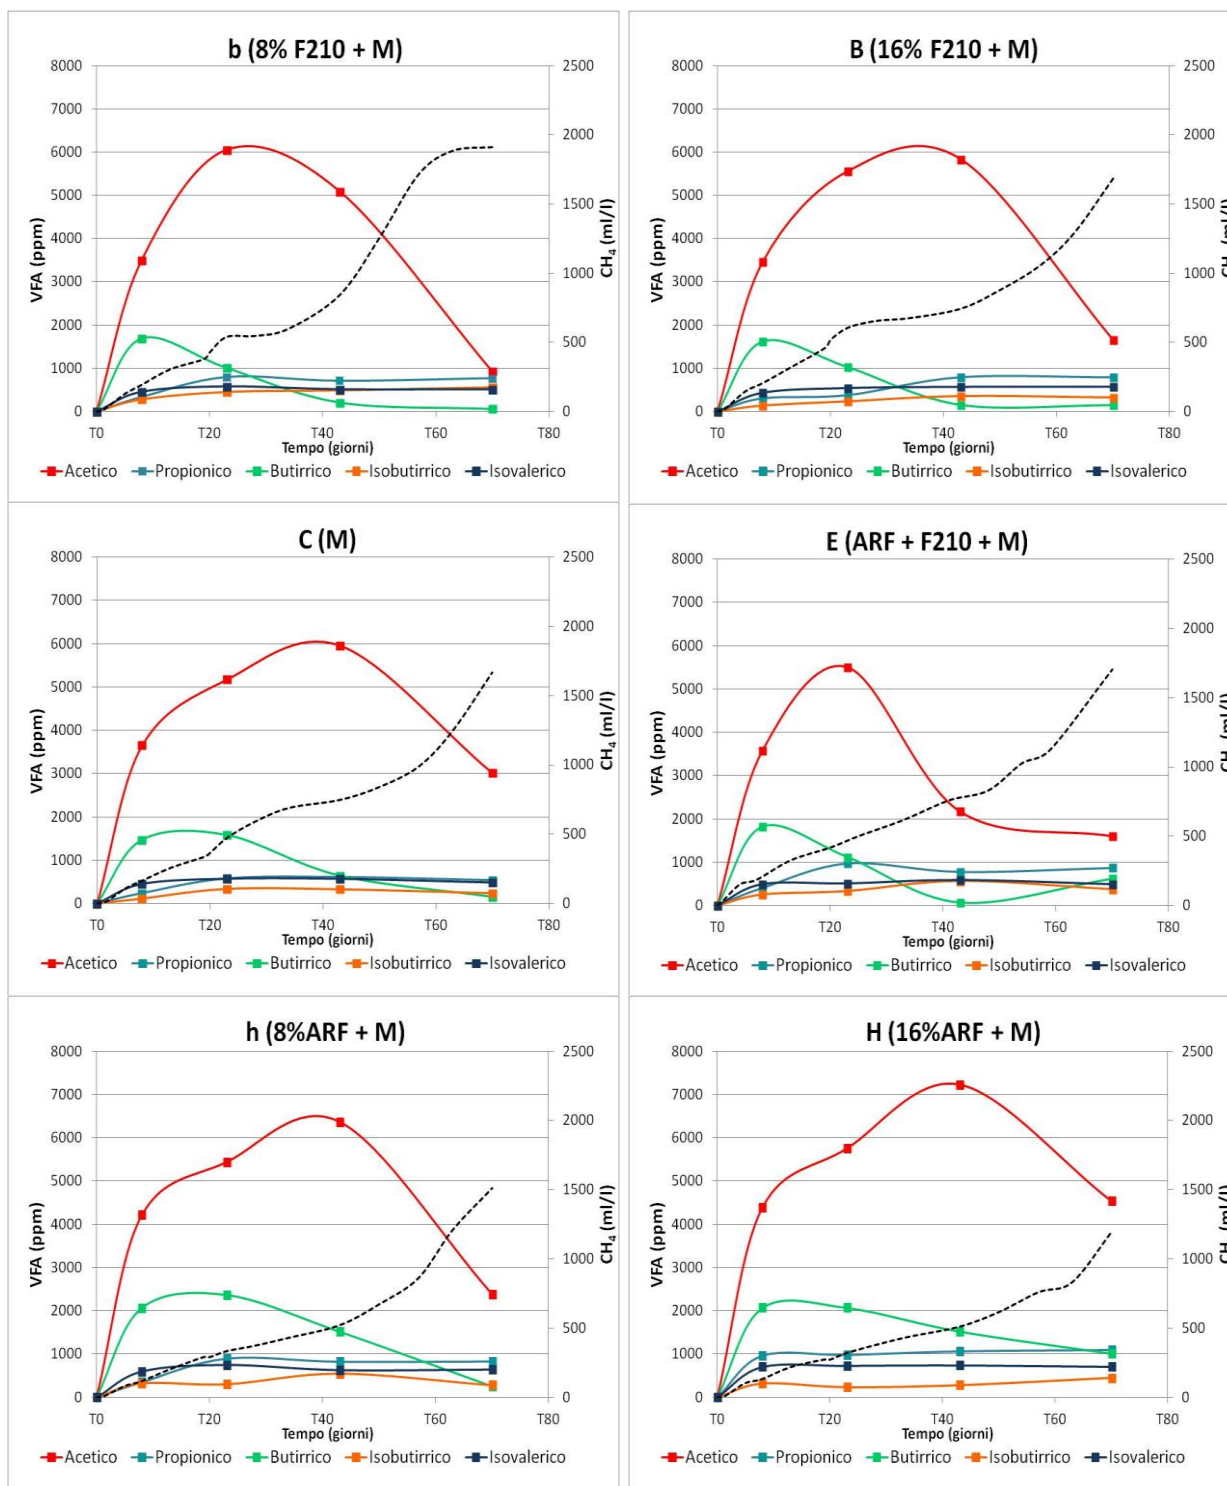 b (8% F210 + M)
8000
7000
6000
5000
4000
3000
2000
1000
0
VFA (ppm)
2500
2000
1500
1000
500
0
CH₄ (ml/l)
T0 T20 T40 T60 T80
Tempo (giorni)
Acetico Propionico Butirrico Isobutirrico Isovalerico
B (16% F210 + M)
8000
7000
6000
5000
4000
3000
2000
1000
0
VFA (ppm)
2500
2000
1500
1000
500
0
CH₄ (ml/l)
T0 T20 T40 T60 T80
Tempo (giorni)
Acetico Propionico Butirrico Isobutirrico Isovalerico
C (M)
8000
7000
6000
5000
4000
3000
2000
1000
0
VFA (ppm)
2500
2000
1500
1000
500
0
CH₄ (ml/l)
T0 T20 T40 T60 T80
Tempo (giorni)
Acetico Propionico Butirrico Isobutirrico Isovalerico
E (ARF + F210 + M)
8000
7000
6000
5000
4000
3000
2000
1000
0
VFA (ppm)
2500
2000
1500
1000
500
0
CH₄ (ml/l)
T0 T20 T40 T60 T80
Tempo (giorni)
Acetico Propionico Butirrico Isobutirrico Isovalerico
h (8%ARF + M)
8000
7000
6000
5000
4000
3000
2000
1000
0
VFA (ppm)
2500
2000
1500
1000
500
0
CH₄ (ml/l)
T0 T20 T40 T60 T80
Tempo (giorni)
Acetico Propionico Butirrico Isobutirrico Isovalerico
H (16%ARF + M)
8000
7000
6000
5000
4000
3000
2000
1000
0
VFA (ppm)
2500
2000
1500
1000
500
0
CH₄ (ml/l)
T0 T20 T40 T60 T80
Tempo (giorni)
Acetico Propionico Butirrico Isobutirrico Isovalerico